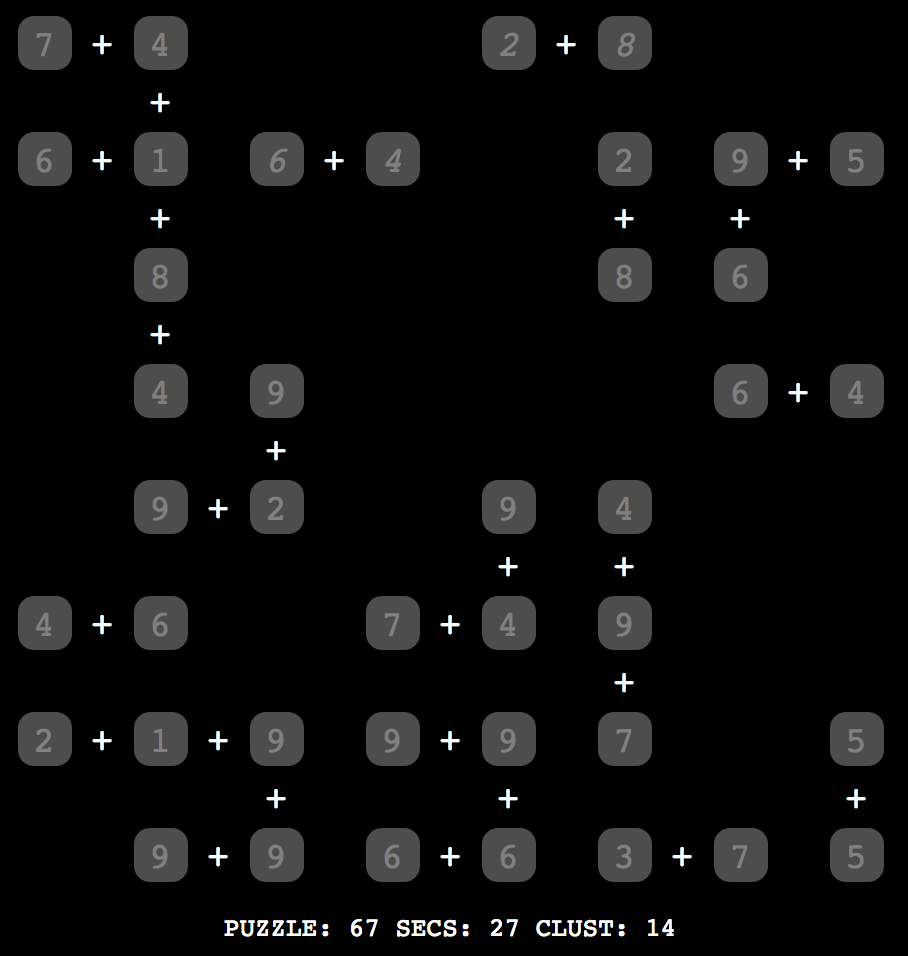 7 + 4 2 + 8
+
6 + 1 6 + 4 2 9 + 5
+ + +
8 8 6
+
4 9 6 + 4
+
9 + 2 9 4
+ +
4 + 6 7 + 4 9
+
2 + 1 + 9 9 + 9 7 5
+ + +
9 + 9 6 + 6 3 + 7 5
PUZZLE: 67 SECS: 27 CLUST: 14